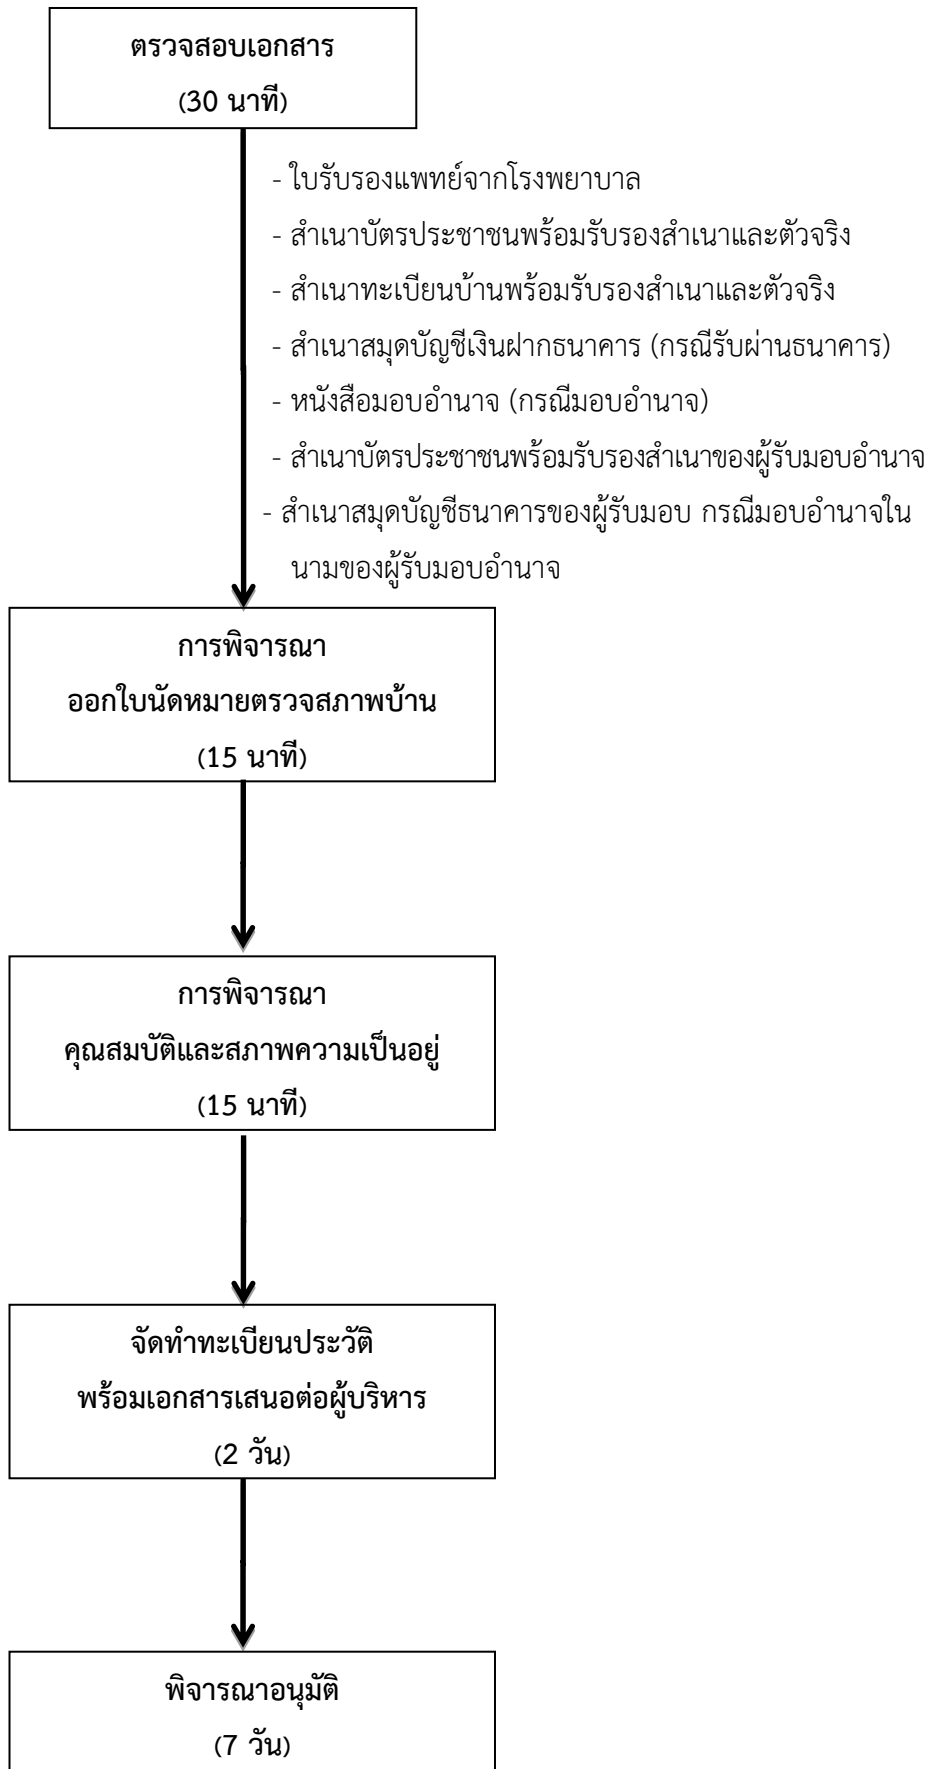 ตรวจสอบเอกสาร
(30 นาที)
- ใบรับรองแพทย์จากโรงพยาบาล
- สำเนาบัตรประชาชนพร้อมรับรองสำเนาและตัวจริง
- สำเนาทะเบียนบ้านพร้อมรับรองสำเนาและตัวจริง
- สำเนาสมุดบัญชีเงินฝากธนาคาร (กรณีรับผ่านธนาคาร)
- หนังสือมอบอำนาจ (กรณีมอบอำนาจ)
- สำเนาบัตรประชาชนพร้อมรับรองสำเนาของผู้รับมอบอำนาจ
- สำเนาสมุดบัญชีธนาคารของผู้รับมอบ กรณีมอบอำนาจใน
นามของผู้รับมอบอำนาจ
การพิจารณา
ออกใบนัดหมายตรวจสภาพบ้าน
(15 นาที)
การพิจารณา
คุณสมบัติและสภาพความเป็นอยู่
(15 นาที)
จัดทำทะเบียนประวัติ
พร้อมเอกสารเสนอต่อผู้บริหาร
(2 วัน)
พิจารณาอนุมัติ
(7 วัน)